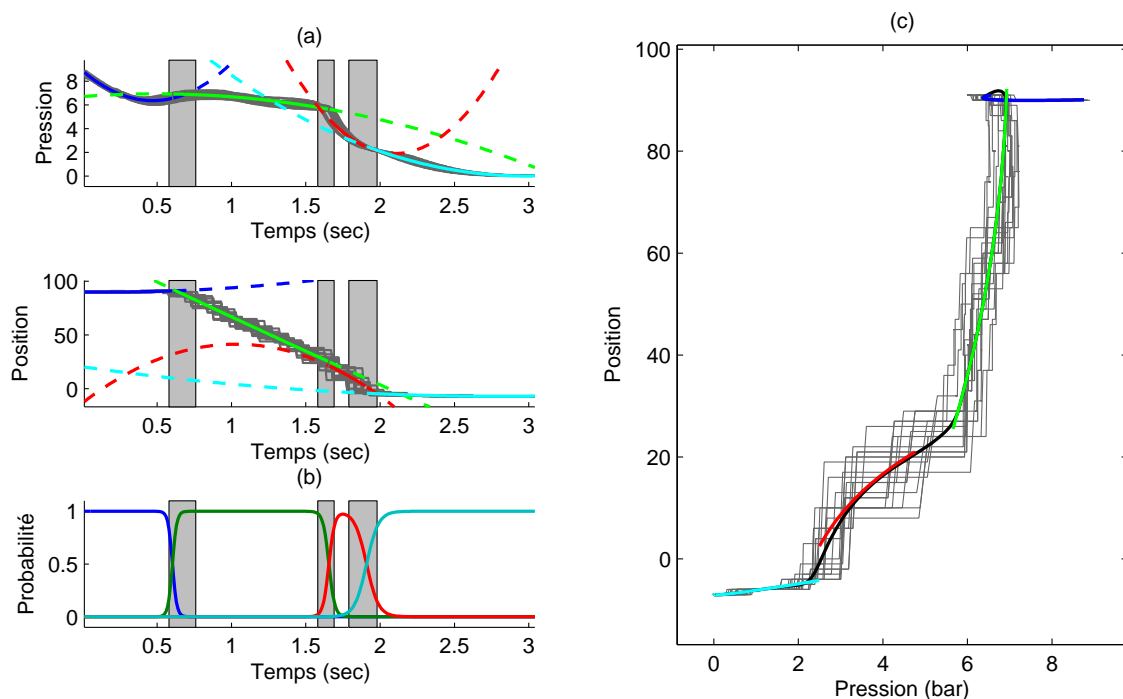 (a)
8
6
4
2
0
Pression
0.5 1 1.5 2 2.5 3
Temps (sec)
100
50
0
Position
0.5 1 1.5 2 2.5 3
Temps (sec)
(b)
1
0.5
0
Probabilité
0.5 1 1.5 2 2.5 3
Temps (sec)
(c)
100
80
60
40
20
0
Position
0 2 4 6 8
Pression (bar)